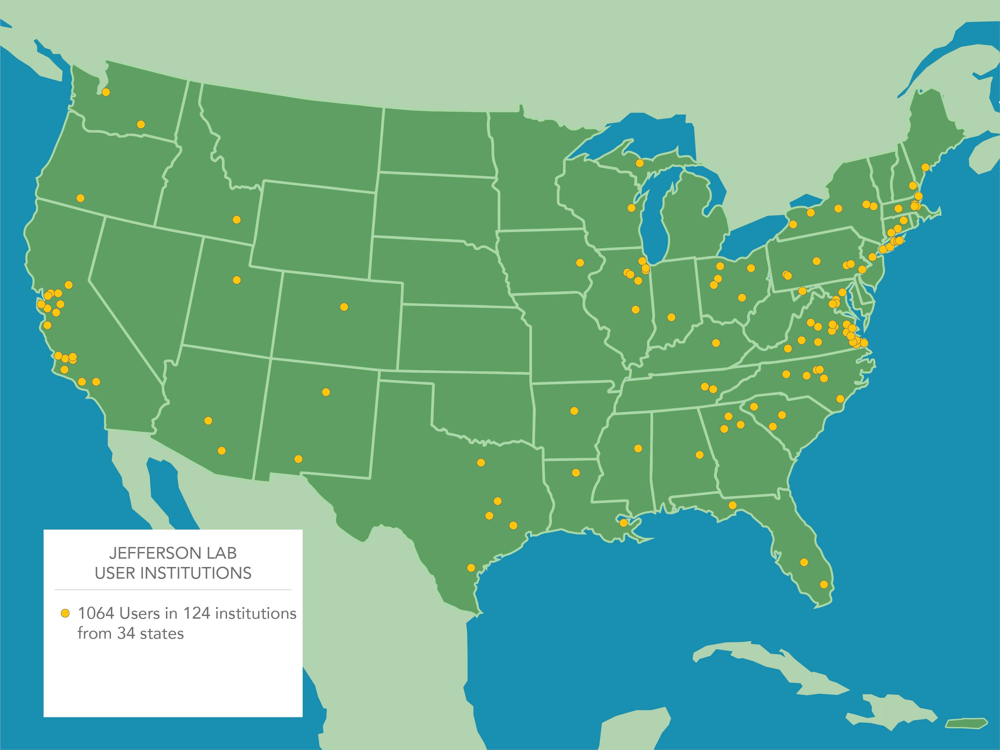 JEFFERSON LAB
USER INSTITUTIONS
1064 Users in 124 institutions
from 34 states